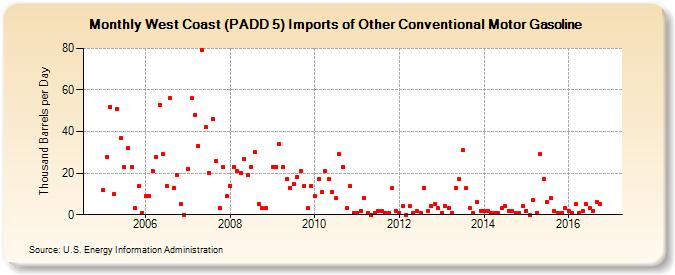 Monthly West Coast (PADD 5) Imports of Other Conventional Motor Gasoline
Thousand Barrels per Day
80
60
40
20
0
2006 2008 2010 2012 2014 2016
Source: U.S. Energy Information Administration